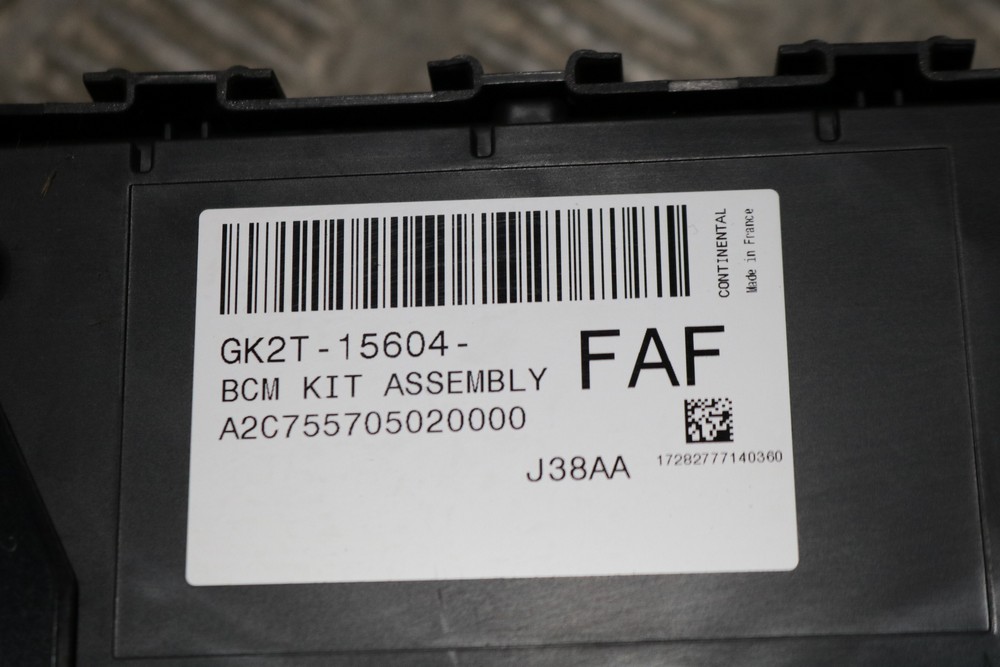 CONTINENTAL
Made in France
GK2T-15604-
FAF
BCM KIT ASSEMBLY
A2C755705020000
J38AA
17282777140360